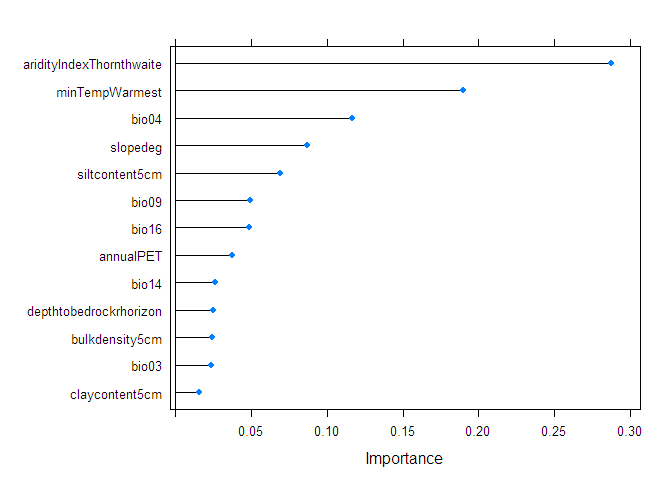 aridityIndexThornthwaite
minTempWarmest
bio04
slopedeg
siltcontent5cm
bio09
bio16
annualPET
bio14
depthtobedrockrhorizon
bulkdensity5cm
bio03
claycontent5cm
0.05 0.10 0.15 0.20 0.25 0.30
Importance